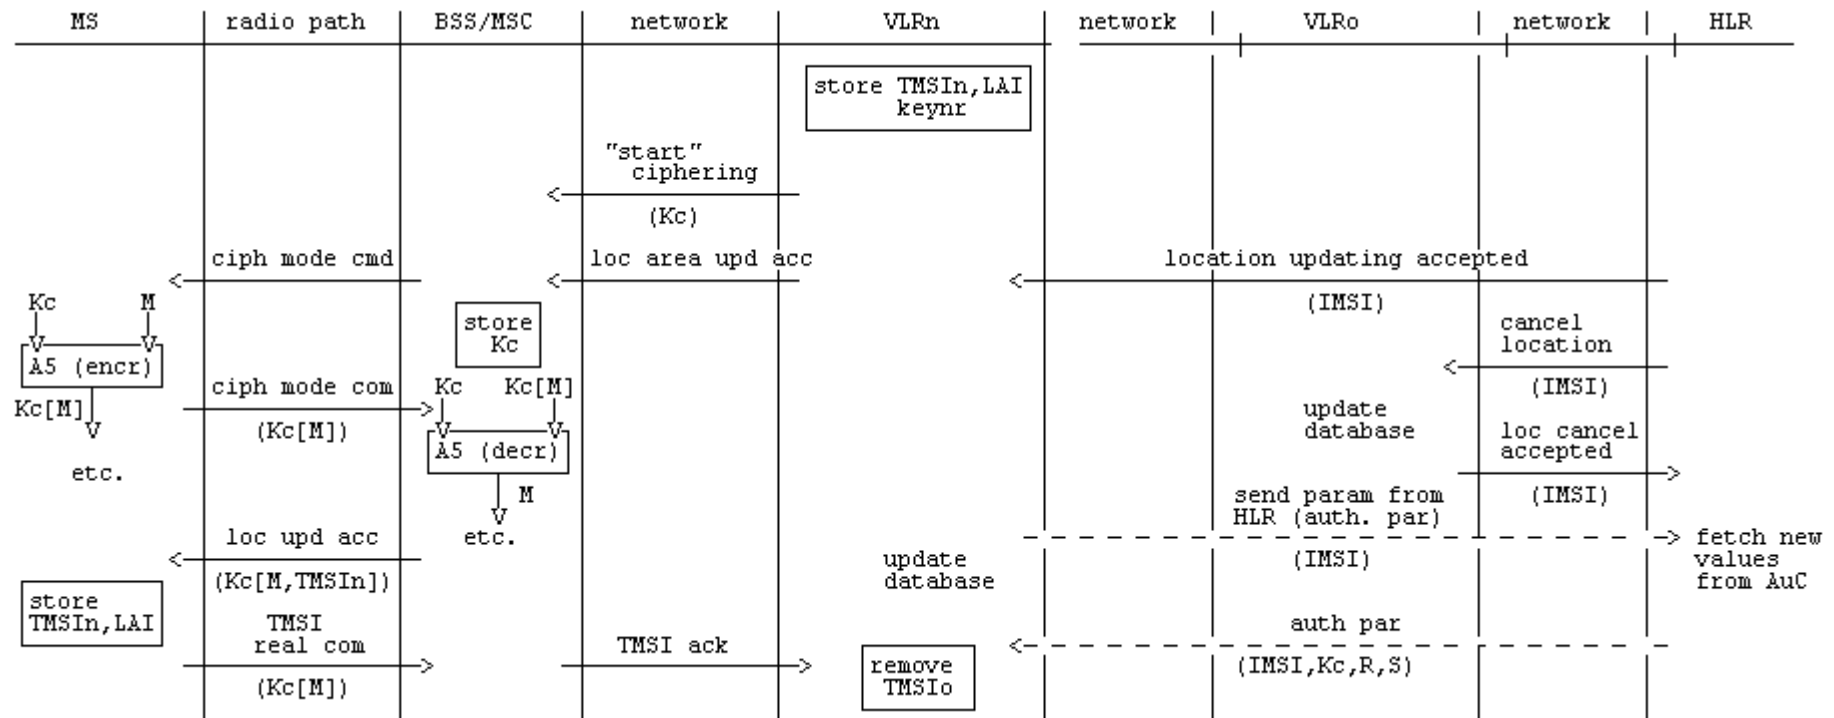 MS radio path BSS/MSC network VLRn network VLRo network HLR
store TMSIn,LAI
keynr
"start"
ciphering
(Kc)
ciph mode cmd loc area upd acc location updating accepted
Kc M (IMSI)
store cancel
Kc location
A5 (encr)
ciph mode com Kc Kc[M] (IMSI)
Kc[M] update
(Kc[M]) database loc cancel
A5 (decr) accepted
etc.
M send param from (IMSI)
HLR (auth. par)
loc upd acc etc. fetch new
update (IMSI) values
(Kc[M,TMSIn]) database from AuC
store
TMSIn,LAI TMSI auth par
real com TMSI ack
remove (IMSI,Kc,R,S)
(Kc[M]) TMSIo